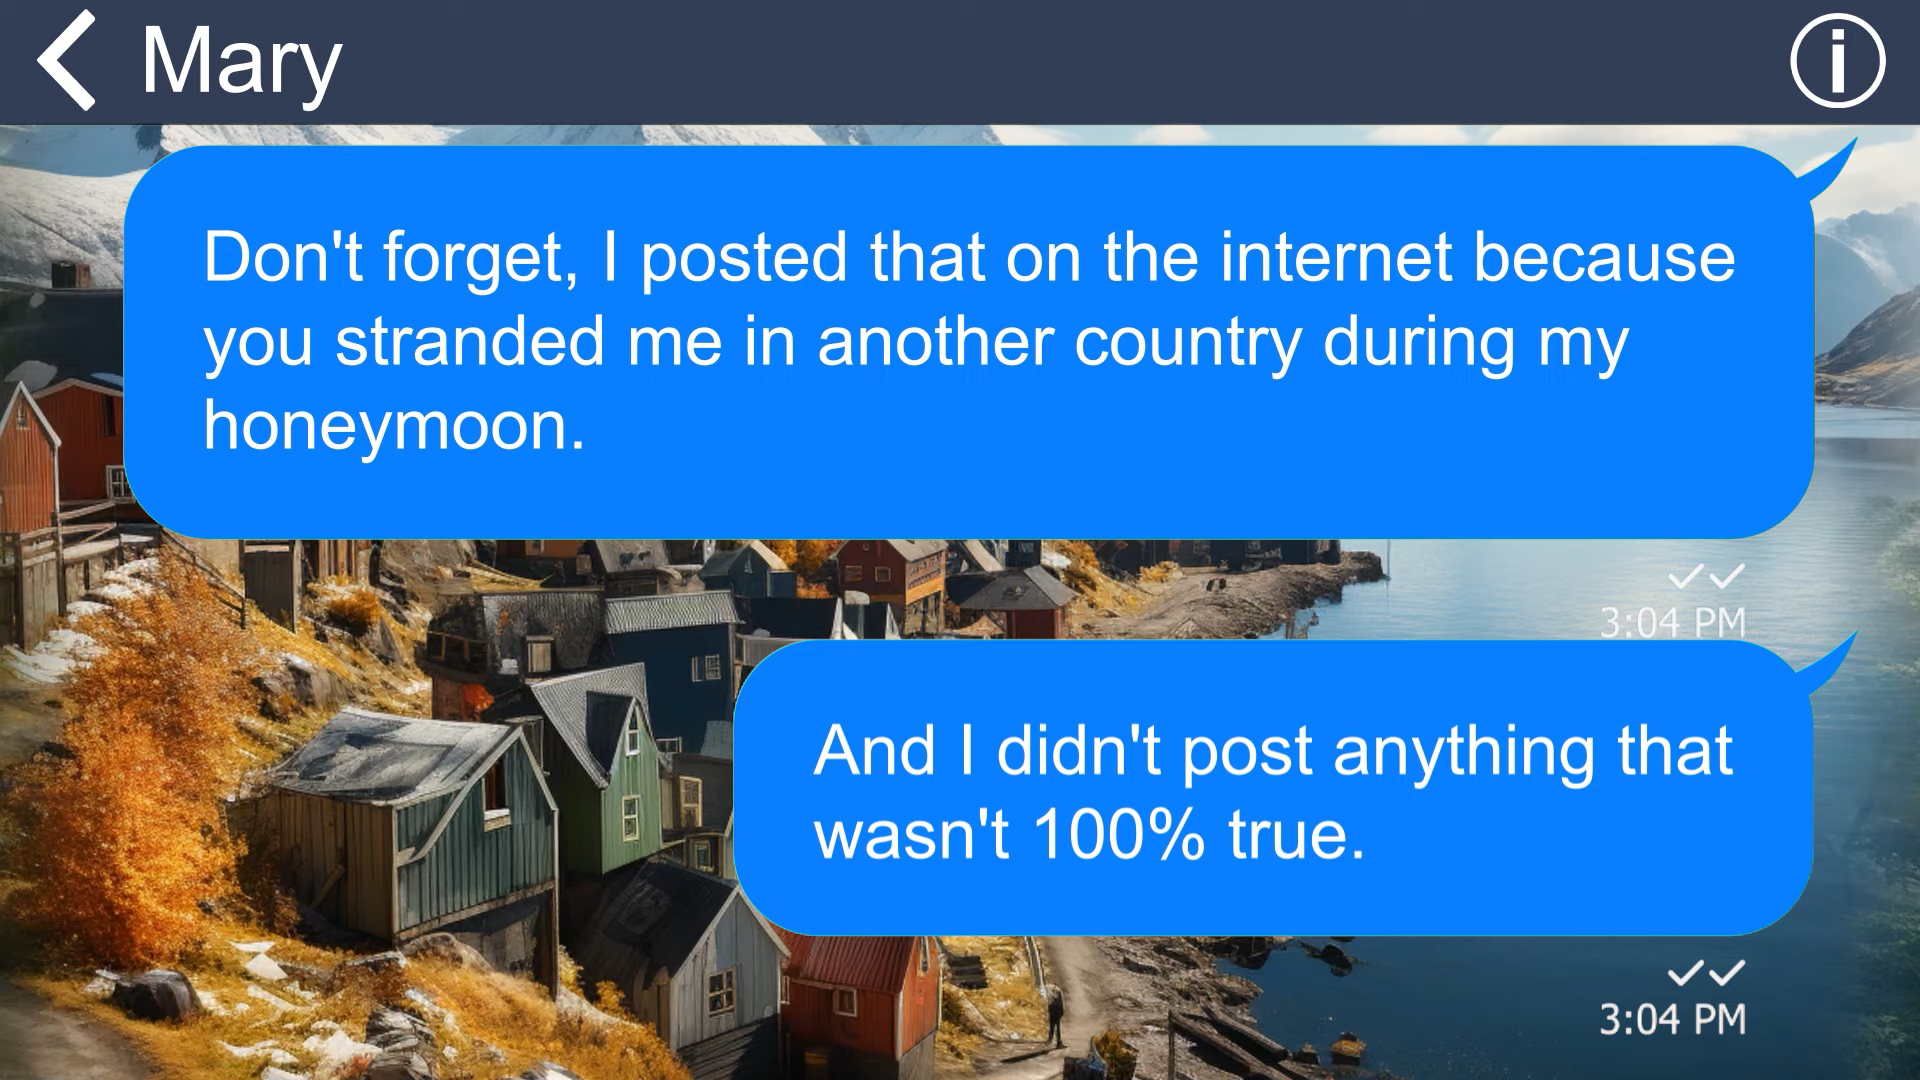 Mary
Don't forget, I posted that on the internet because
you stranded me in another country during my
honeymoon.
3:04 PM
And I didn't post anything that
wasn't 100% true.
3:04 PM